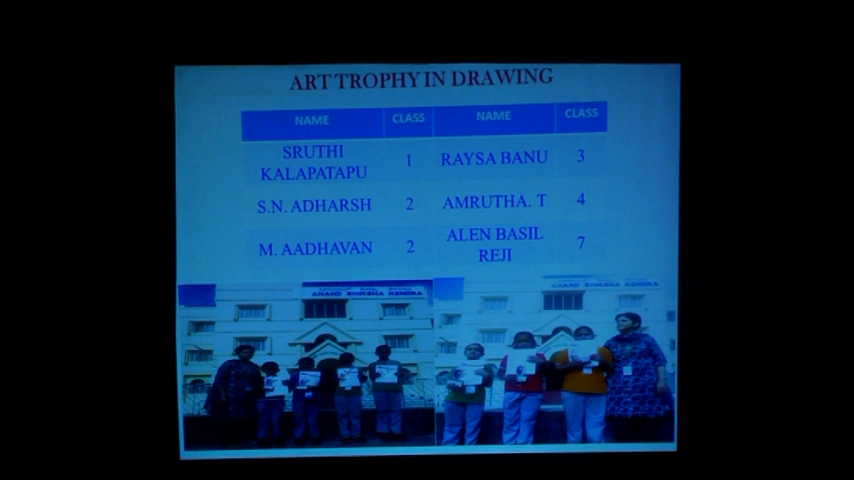 ART TROPHY IN DRAWING
NAME CLASS NAME CLASS
SRUTHI KALAPATAPU 1 RAYSA BANU 3
S.N. ADHARSH 2 AMRUTHA. T 4
M. AADHAVAN 2 ALEN BASIL REJI 7
ANAND SHIKSHA KENDRA
ANAND SHIKSHA KENDRA